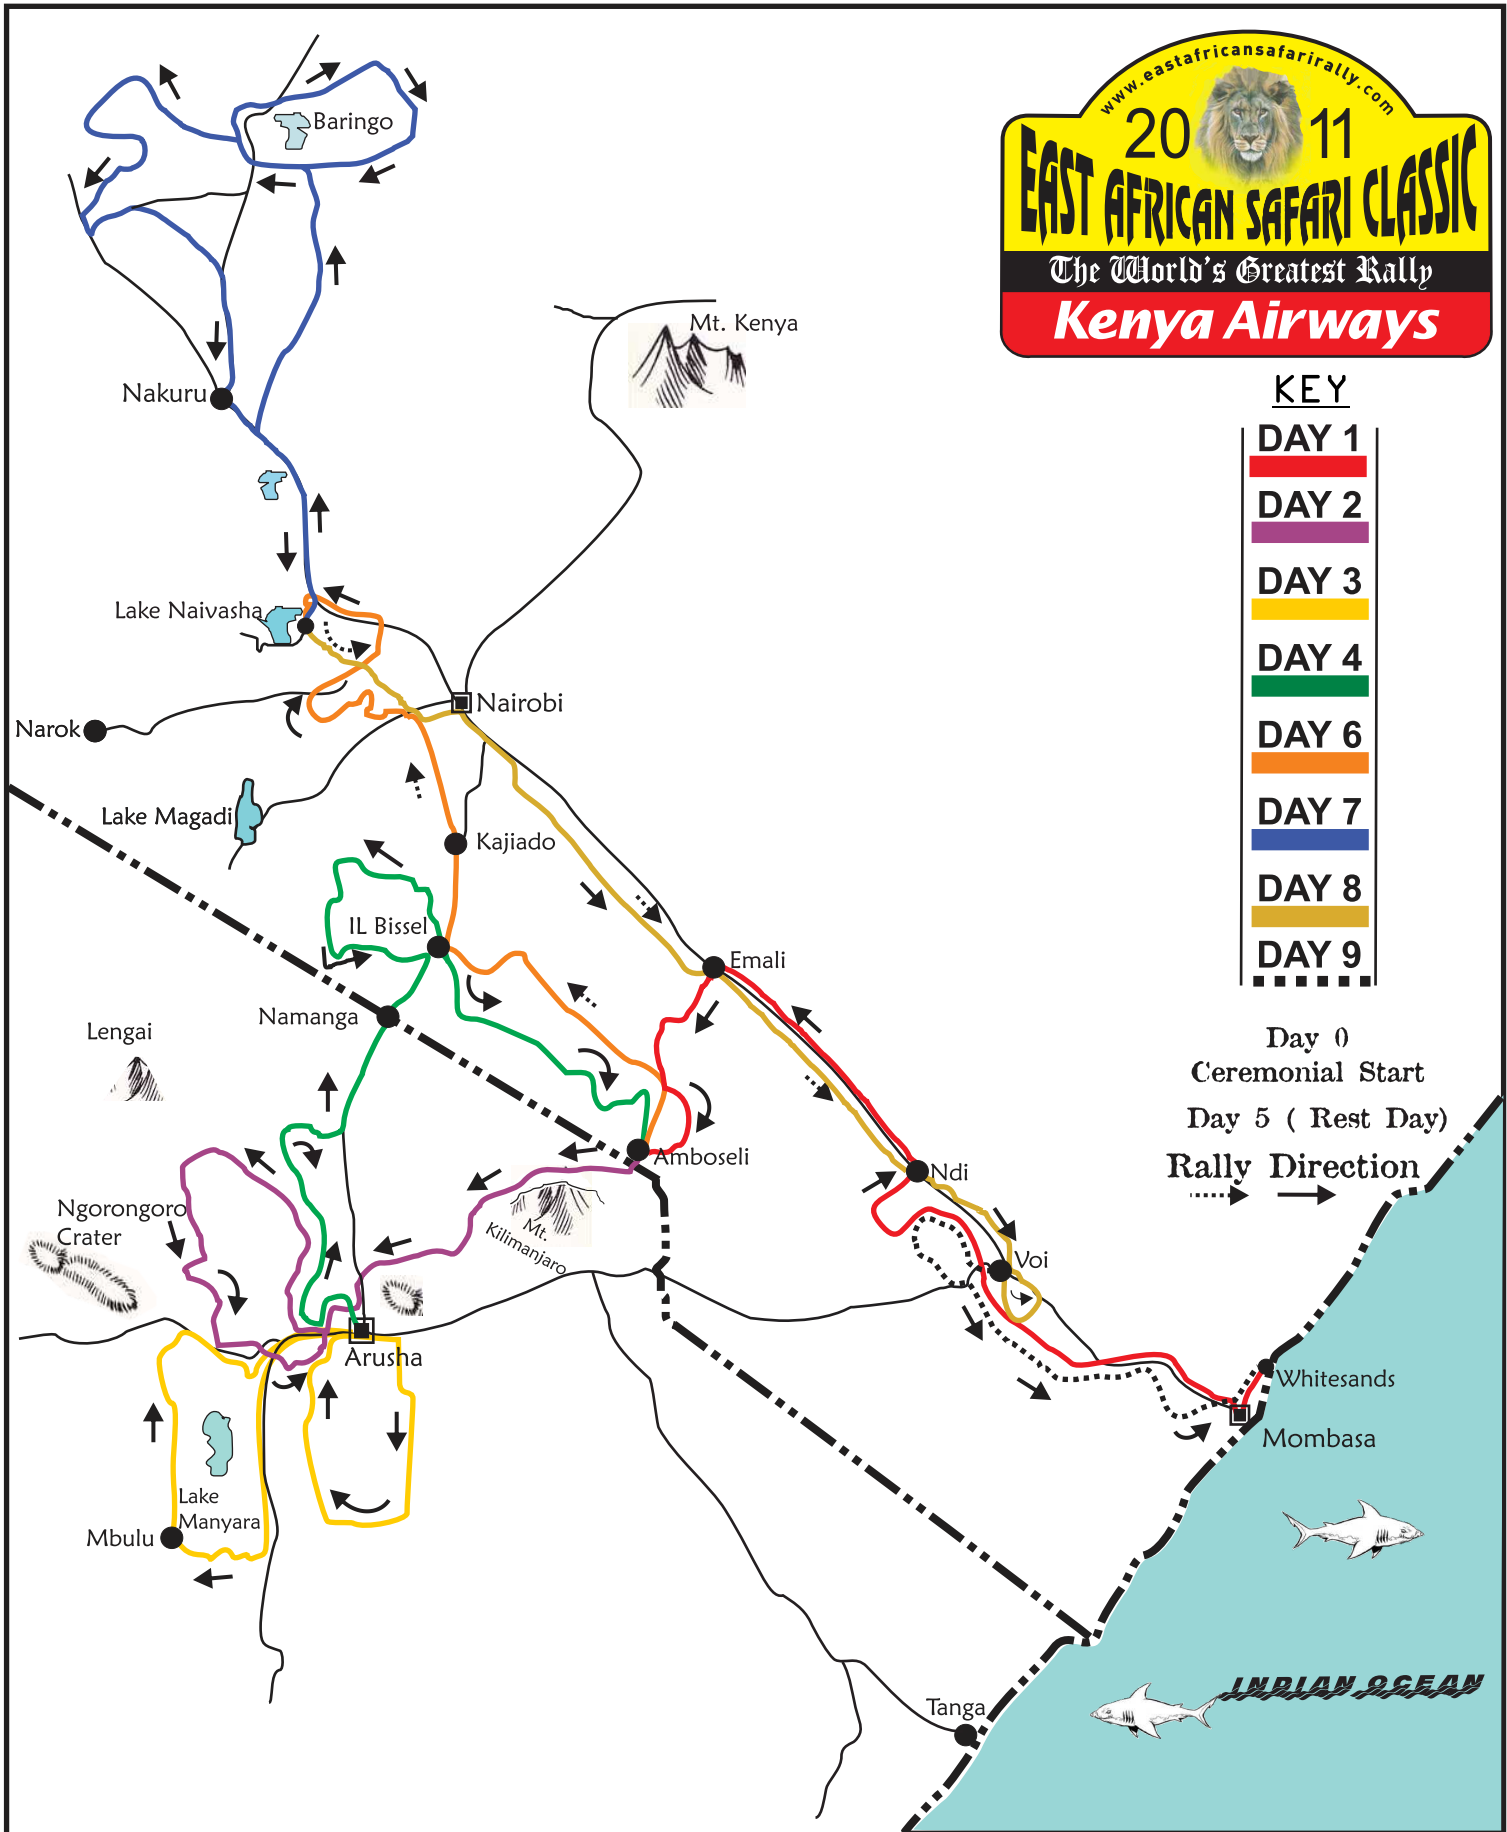 www.eastafricansafarirally.com
2011
EAST AFRICAN SAFARI CLASSIC
The World's Greatest Rally
Kenya Airways
KEY
DAY 1
DAY 2
DAY 3
DAY 4
DAY 6
DAY 7
DAY 8
DAY 9
Day 0
Ceremonial Start
Day 5 ( Rest Day)
Rally Direction
Baringo
Mt. Kenya
Nakuru
Lake Naivasha
Nairobi
Narok
Lake Magadi
Kajiado
IL Bissel
Emali
Namanga
Lengai
Amboseli
Ndi
Ngorongoro
Crater
Mt.
Kilimanjaro
Voi
Arusha
Whitesands
Mombasa
Lake
Manyara
Mbulu
INDIAN OCEAN
Tanga